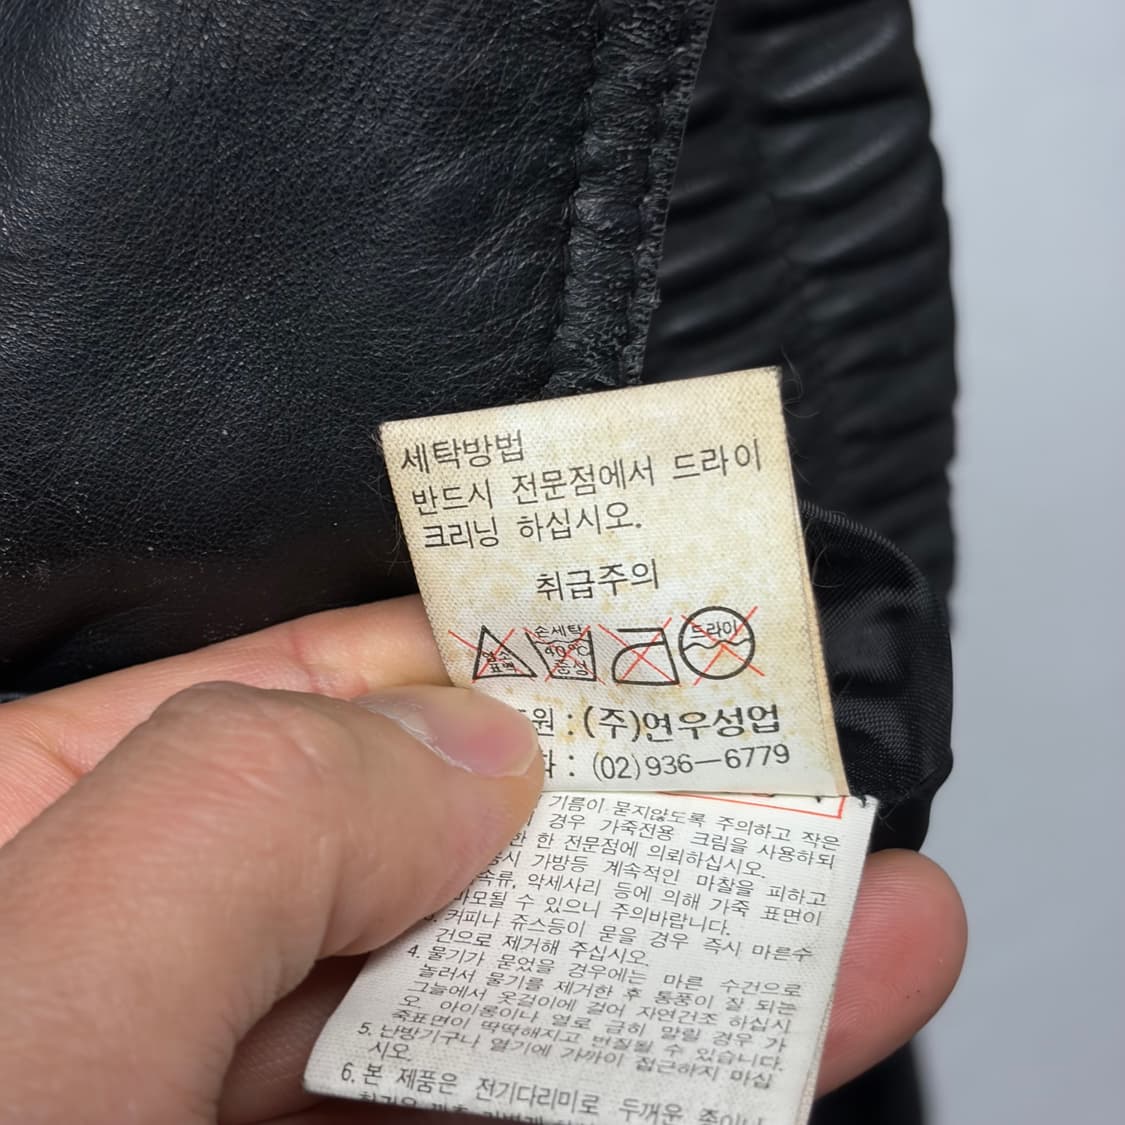 세탁방법
반드시 전문점에서 드라이
크리닝 하십시오.
취급주의
염소
표백
손세탁
40℃
중성
드라이
원 : (주)연우성업
: (02)936-6779
기름이 묻지않도록 주의하고 작은
경우 가죽전용 크림을 사용하되
한 전문점에 의뢰하십시오.
가방등 계속적인 마찰을 피하고
악세사리 등에 의해 가죽 표면이
마모될 수 있으니 주의바랍니다.
커피나 쥬스등이 묻을 경우 즉시 마른수
건으로 제거해 주십시오.
4. 물기가 묻었을 경우에는 마른 수건으로
눌러서 물기를 제거한 후 통풍이 잘 되는
그늘에서 옷걸이에 걸어 자연건조 하십시
오. 아이롱이나 열로 급히 말릴 경우 가
죽표면이 딱딱해지고 변질될 수 있습니다.
5. 난방기구나 열기에 가까이 접근하지 마십
시오.
6. 본 제품은 전기다리미로 두꺼운 종이나